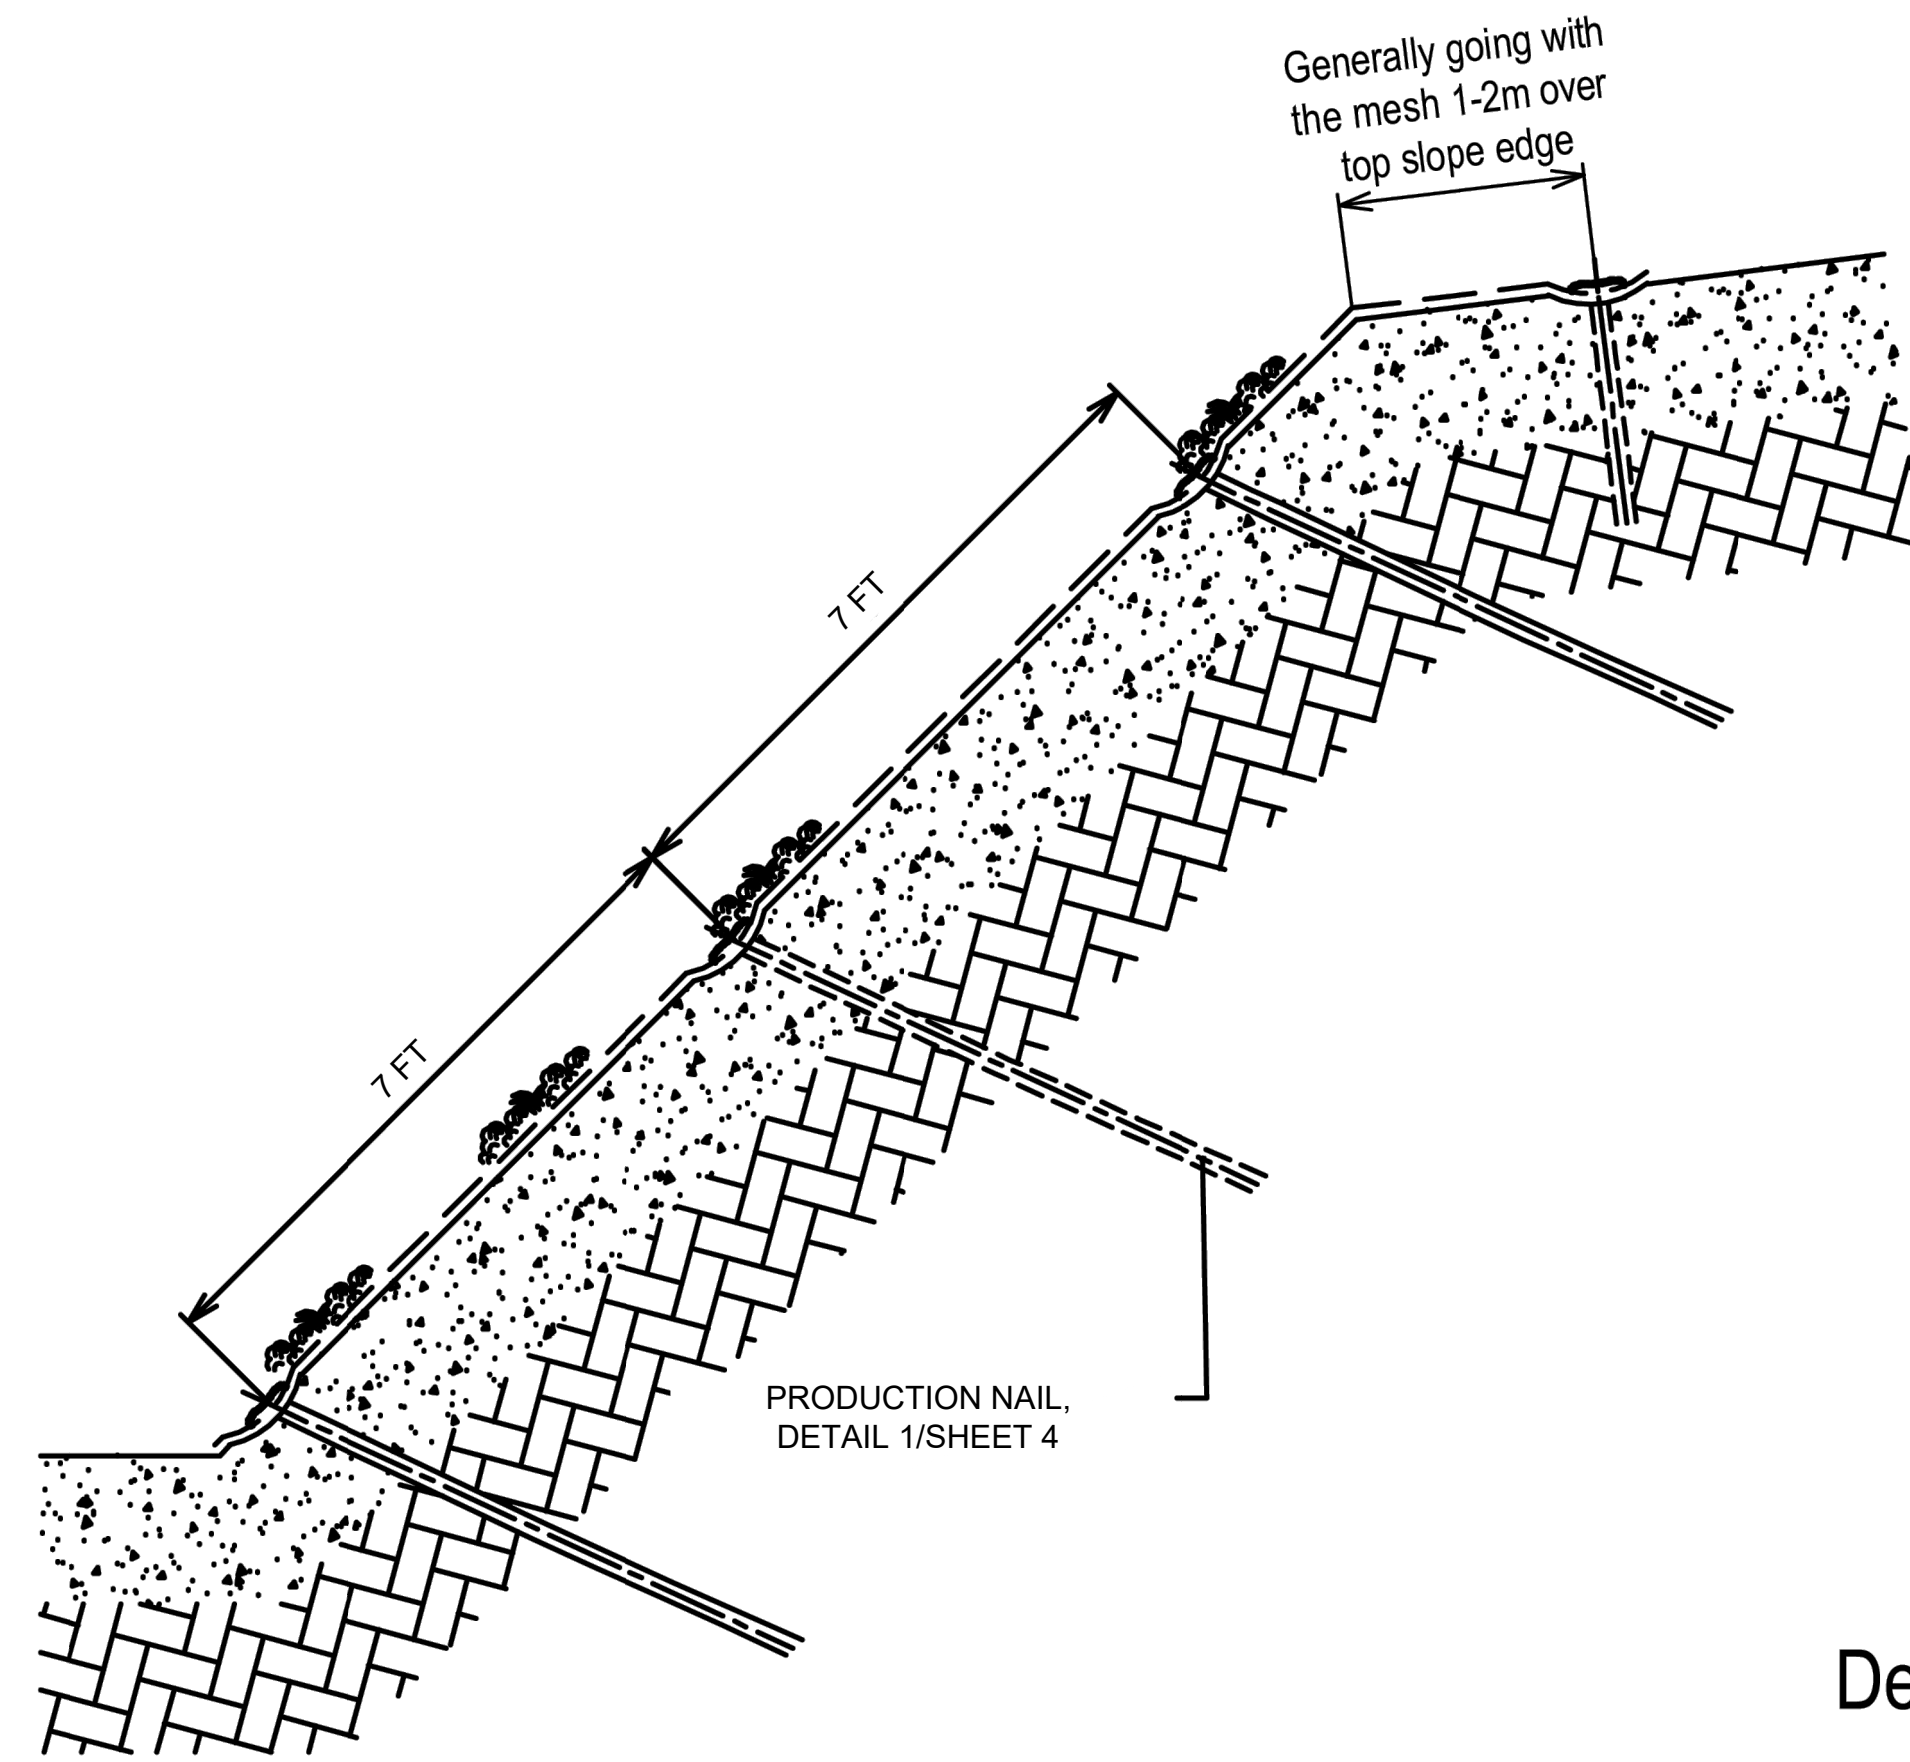 Generally going with
the mesh 1-2m over
top slope edge
7 FT
7 FT
PRODUCTION NAIL,
DETAIL 1/SHEET 4
De